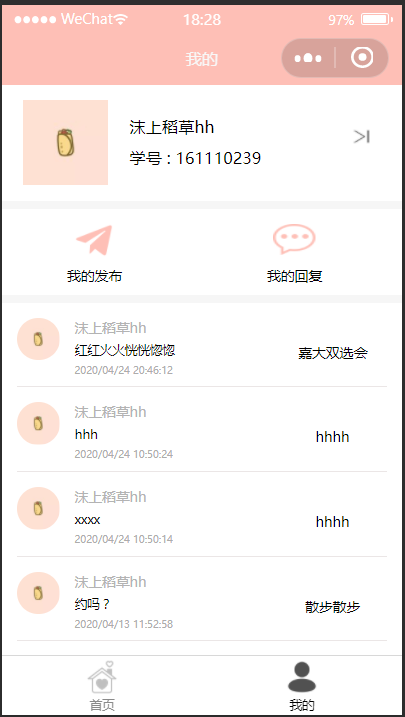 WeChat 18:28 97%
我的
沫上稻草hh
学号 : 161110239
我的发布 我的回复
沫上稻草hh
红红火火恍恍惚惚 嘉大双选会
2020/04/24 20:46:12
沫上稻草hh
hhh hhhh
2020/04/24 10:50:24
沫上稻草hh
xxxx hhhh
2020/04/24 10:50:14
沫上稻草hh
约吗？ 散步散步
2020/04/13 11:52:58
首页 我的